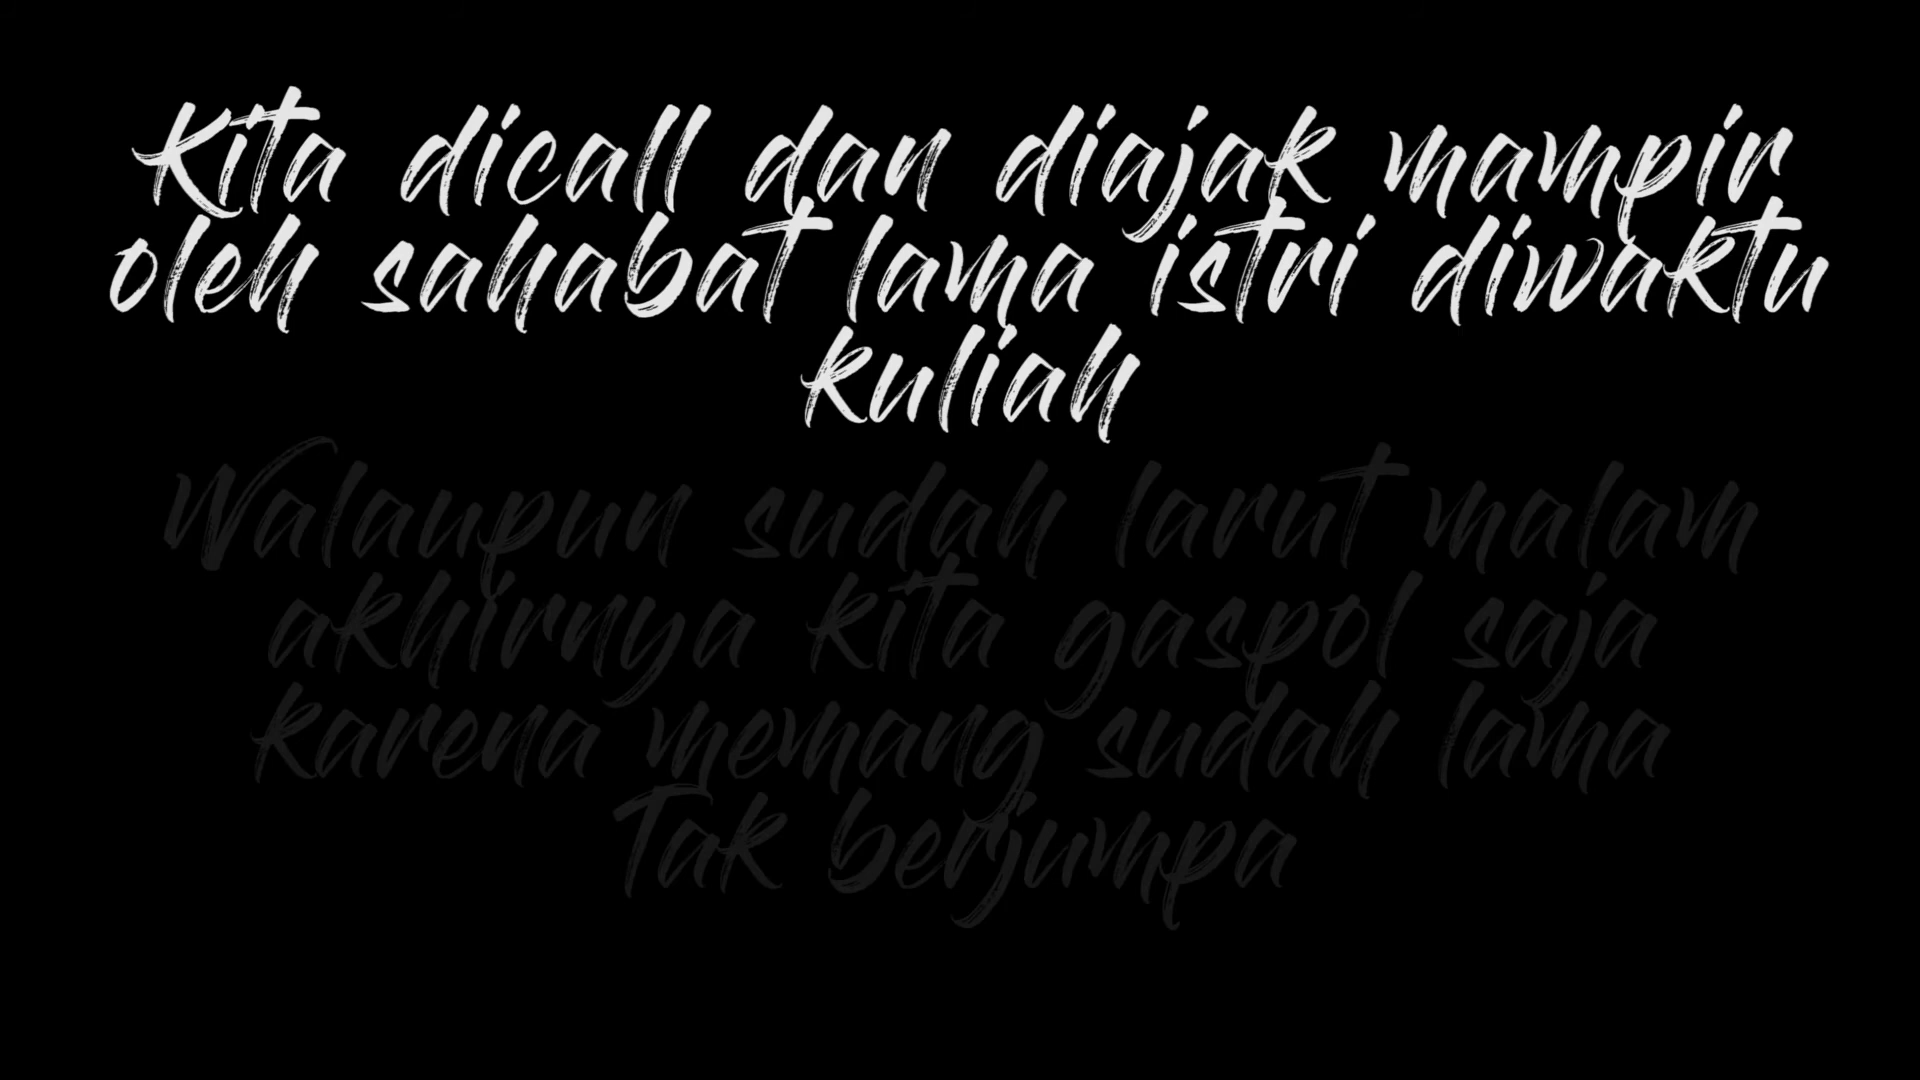 Kita dicall dan diajak mampir
oleh sahabat lama istri diwaktu
kuliah
Walaupun sudah larut malam
akhirnya kita gaspol saja
karena memang sudah lama
Tak berjumpa